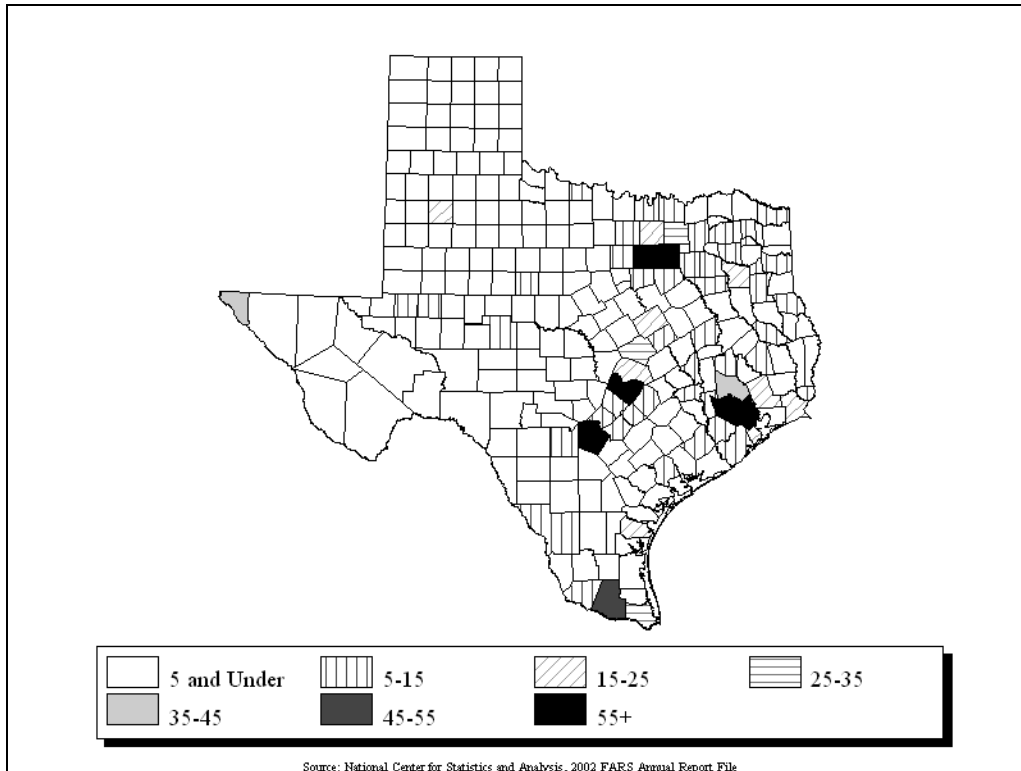 5 and Under 5-15 15-25 25-35
35-45 45-55 55+
Source: National Center for Statistics and Analysis, 2002 FARS Annual Report File